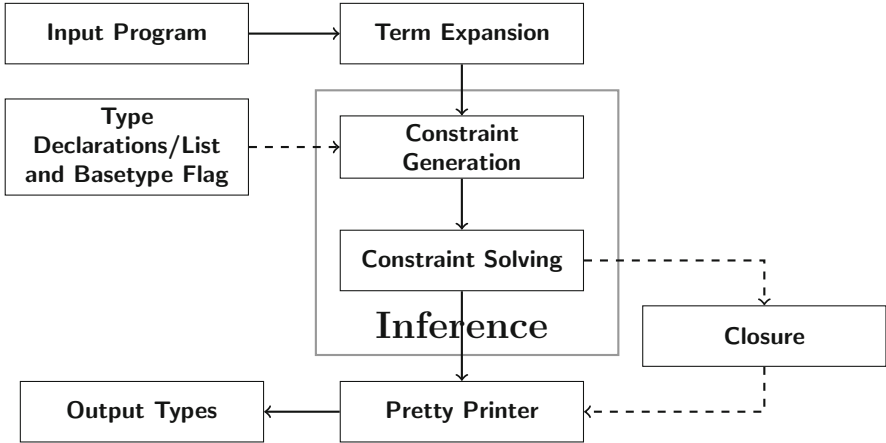 Input Program
Term Expansion
Type
Declarations/List
and Basetype Flag
Constraint
Generation
Constraint Solving
Inference
Closure
Output Types
Pretty Printer